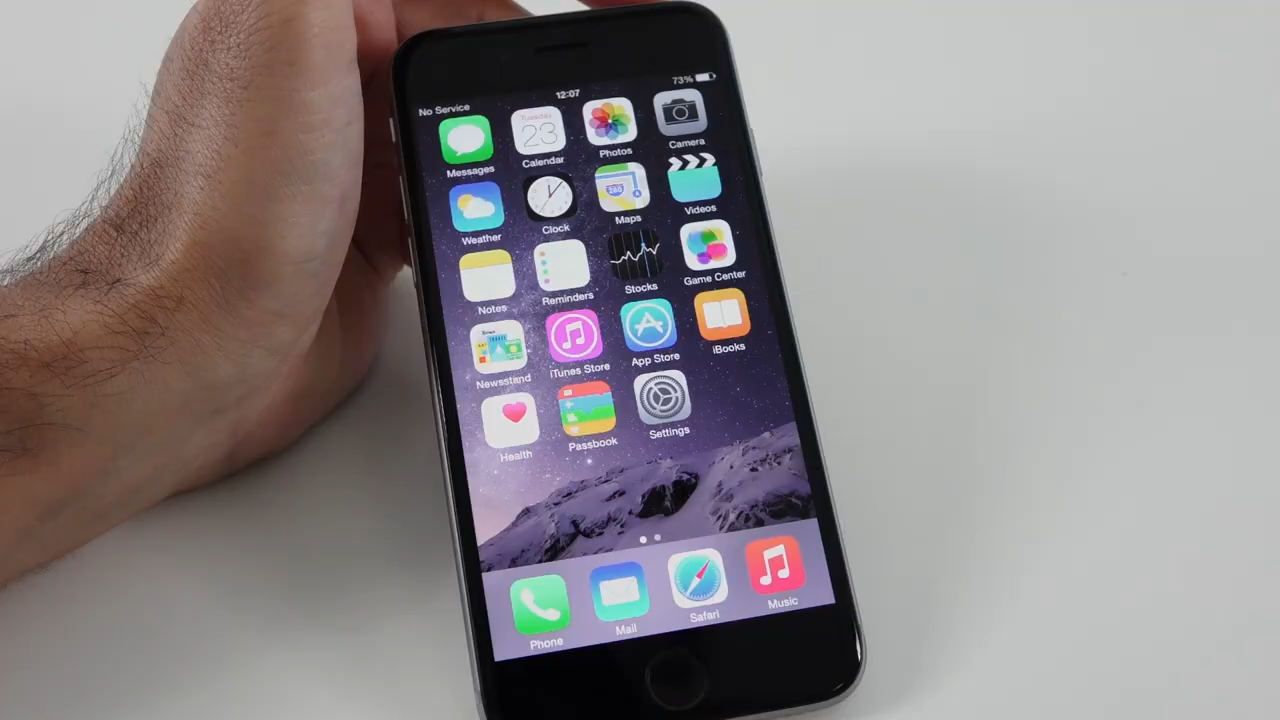 No Service 12:07 73%
Messages Calendar Photos Camera
Tuesday
23
Weather Clock Maps Videos
280
Notes Reminders Stocks Game Center
Newsstand iTunes Store App Store iBooks
Health Passbook Settings
Phone Mail Safari Music